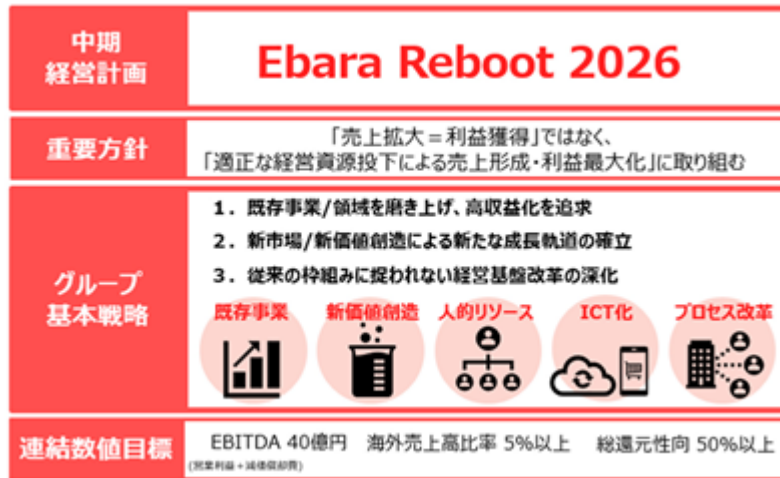 中期
経営計画
Ebara Reboot 2026
重要方針
「売上拡大＝利益獲得」ではなく、
「適正な経営資源投下による売上形成・利益最大化」に取り組む
グループ
基本戦略
1．既存事業/領域を磨き上げ、高収益化を追求
2．新市場/新価値創造による新たな成長軌道の確立
3．従来の枠組みに捉われない経営基盤改革の深化
既存事業 新価値創造 人的リソース ICT化 プロセス改革
連結数値目標
EBITDA 40億円 海外売上高比率 5%以上 総還元性向 50%以上
(営業利益＋減価償却費)